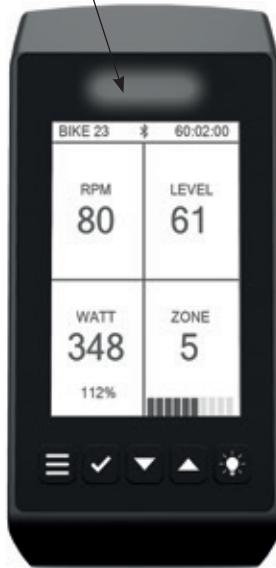 BIKE 23 60:02:00
RPM LEVEL
80 61
WATT ZONE
348 5
112%